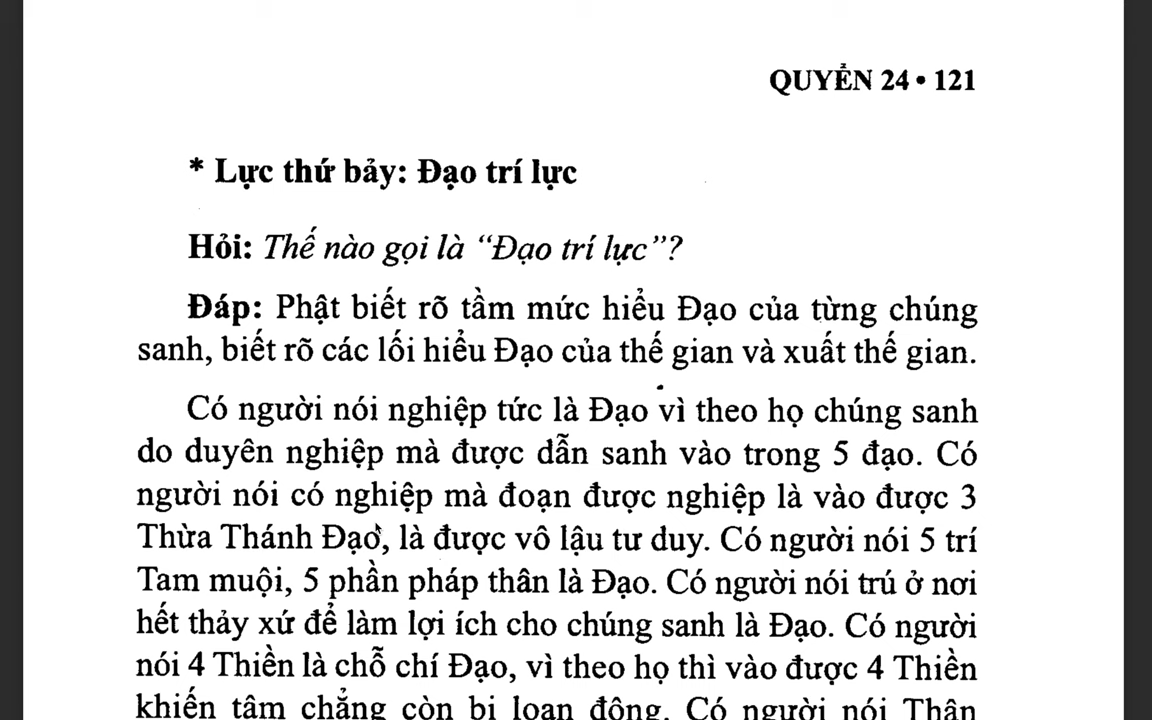 QUYỂN 24 • 121
* Lực thứ bảy: Đạo trí lực
Hỏi: Thế nào gọi là “Đạo trí lực”?
Đáp: Phật biết rõ tầm mức hiểu Đạo của từng chúng
sanh, biết rõ các lối hiểu Đạo của thế gian và xuất thế gian.
Có người nói nghiệp tức là Đạo vì theo họ chúng sanh
do duyên nghiệp mà được dẫn sanh vào trong 5 đạo. Có
người nói có nghiệp mà đoạn được nghiệp là vào được 3
Thừa Thánh Đạo, là được vô lậu tư duy. Có người nói 5 trí
Tam muội, 5 phần pháp thân là Đạo. Có người nói trú ở nơi
hết thảy xứ để làm lợi ích cho chúng sanh là Đạo. Có người
nói 4 Thiền là chỗ chí Đạo, vì theo họ thì vào được 4 Thiền
khiến tâm chẳng còn bị loạn động. Có người nói Thân